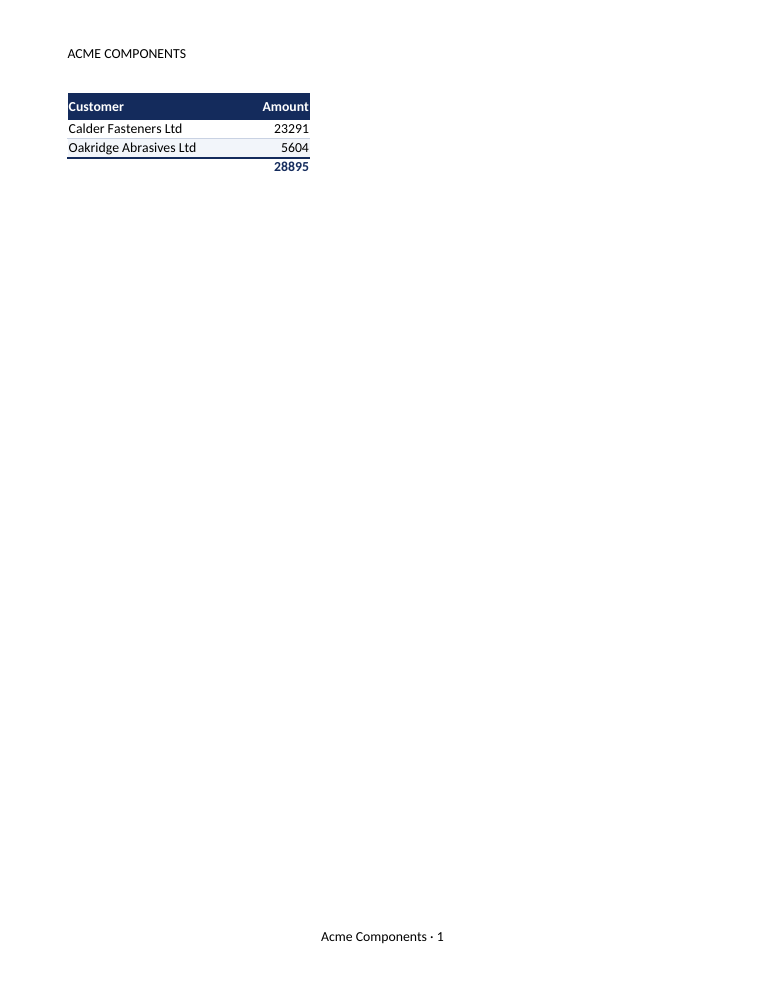 ACME COMPONENTS
Customer Amount
Calder Fasteners Ltd 23291
Oakridge Abrasives Ltd 5604
28895
Acme Components · 1